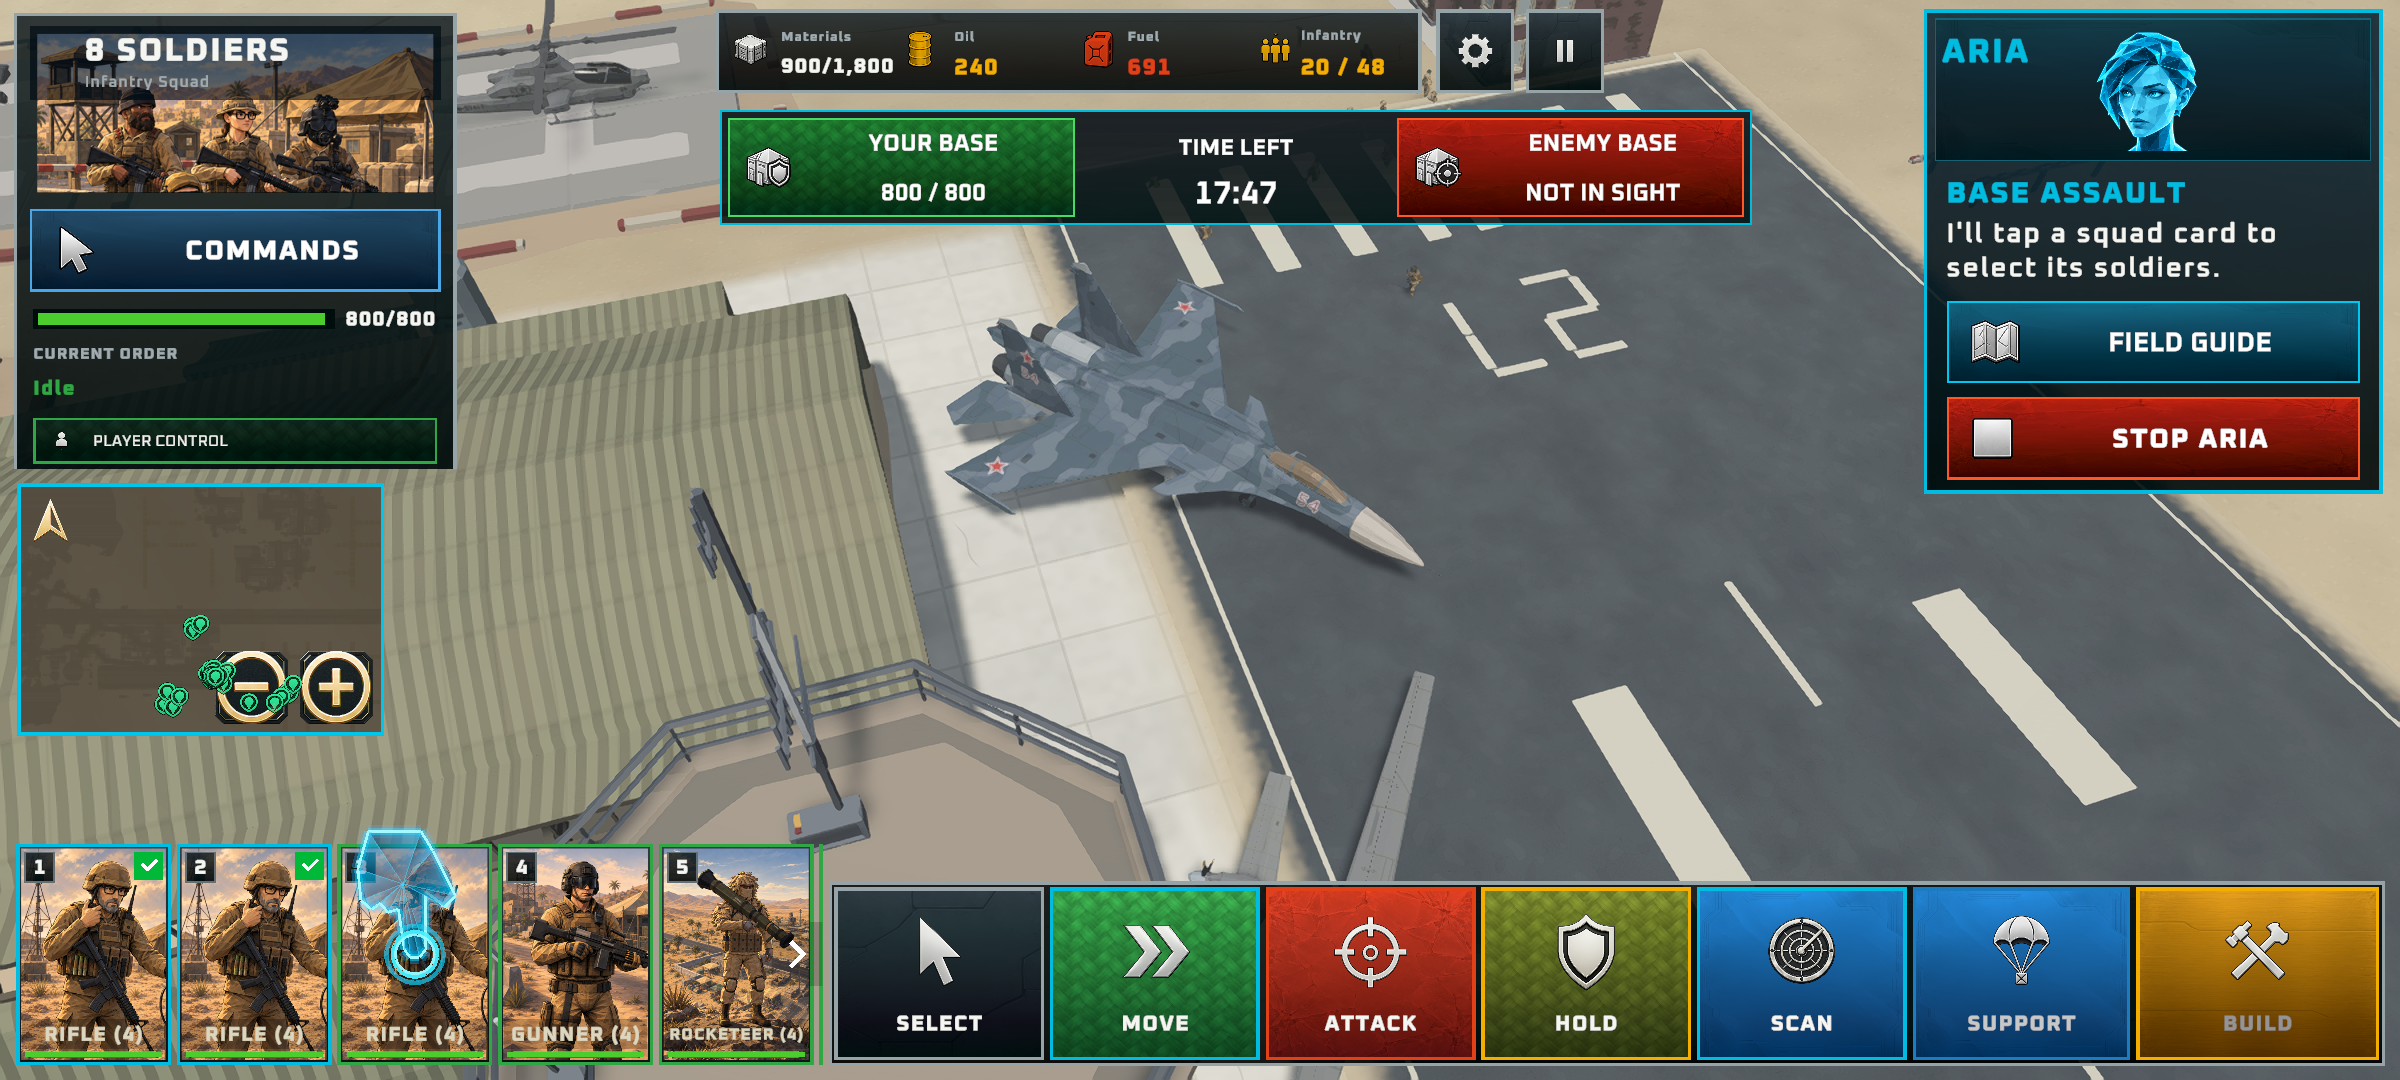 8 SOLDIERS
Infantry Squad
COMMANDS
800/800
CURRENT ORDER
Idle
PLAYER CONTROL
Materials
900/1,800
Oil
240
Fuel
691
Infantry
20 / 48
YOUR BASE
800 / 800
TIME LEFT
17:47
ENEMY BASE
NOT IN SIGHT
ARIA
BASE ASSAULT
I'll tap a squad card to
select its soldiers.
FIELD GUIDE
STOP ARIA
L2
54
54
1
RIFLE (4)
2
RIFLE (4)
RIFLE (4)
4
GUNNER (4)
5
ROCKETEER (4)
SELECT
MOVE
ATTACK
HOLD
SCAN
SUPPORT
BUILD